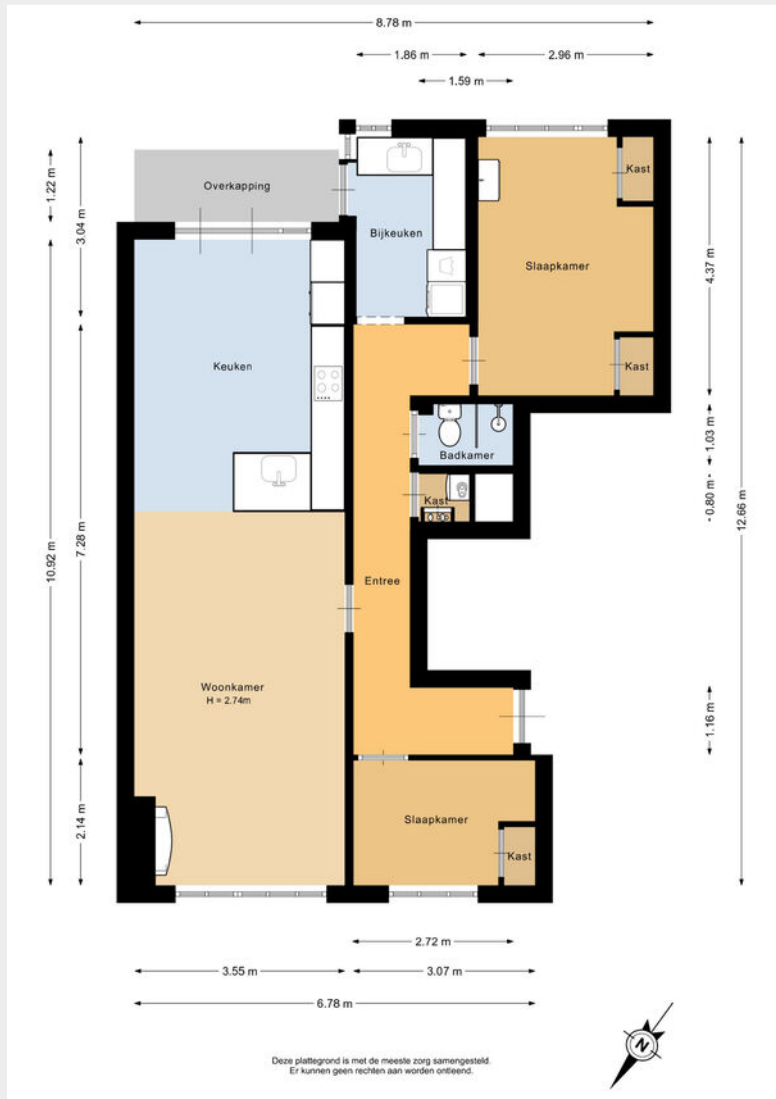 8.78 m
1.86 m
2.96 m
1.59 m
1.22 m
3.04 m
10.92 m
7.28 m
2.14 m
Overkapping
Bijkeuken
Kast
Slaapkamer
Kast
Keuken
Badkamer
Kast
Entree
Woonkamer
H = 2.74m
Slaapkamer
Kast
4.37 m
1.03 m
0.80 m
12.66 m
1.16 m
2.72 m
3.55 m
3.07 m
6.78 m
N
Deze plattegrond is met de meeste zorg samengesteld.
Er kunnen geen rechten aan worden ontleend.